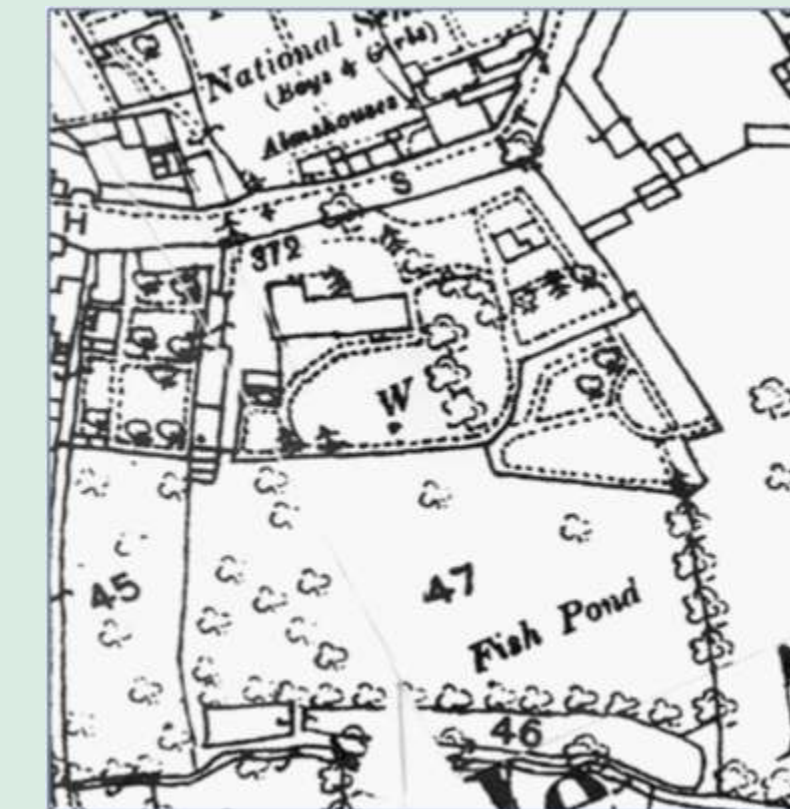 National
(Boys & Girls)
Almshouses
S
H
372
W
45
47
Fish Pond
46